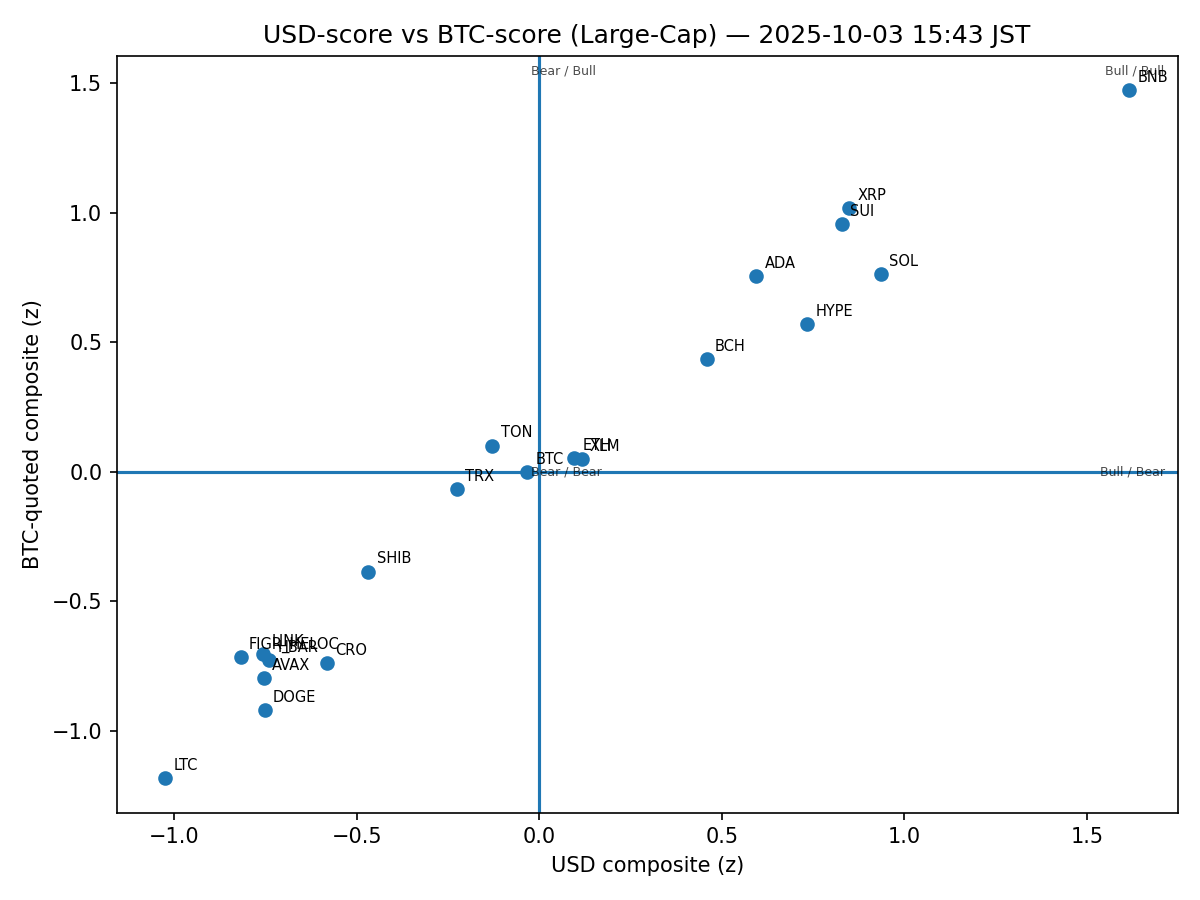 USD-score vs BTC-score (Large-Cap) — 2025-10-03 15:43 JST
Bear / Bull
Bull / Bull
BNB
XRP
SUI
ADA
SOL
HYPE
BCH
TON
ETH
XLM
BTC
Bear / Bear
Bull / Bear
TRX
SHIB
FIGR_HELOC
LINK
HBAR
CRO
AVAX
DOGE
LTC
1.5
1.0
0.5
0.0
−0.5
−1.0
BTC-quoted composite (z)
−1.0
−0.5
0.0
0.5
1.0
1.5
USD composite (z)